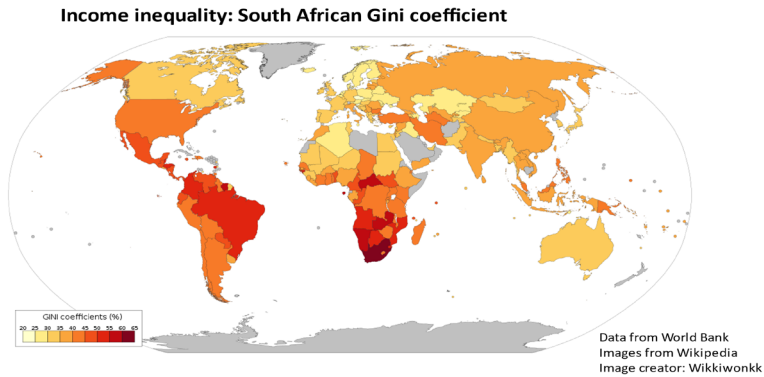 Income inequality: South African Gini coefficient
GINI coefficients (%)
20 25 30 35 40 45 50 55 60 65
Data from World Bank
Images from Wikipedia
Image creator: Wikkiwonkk